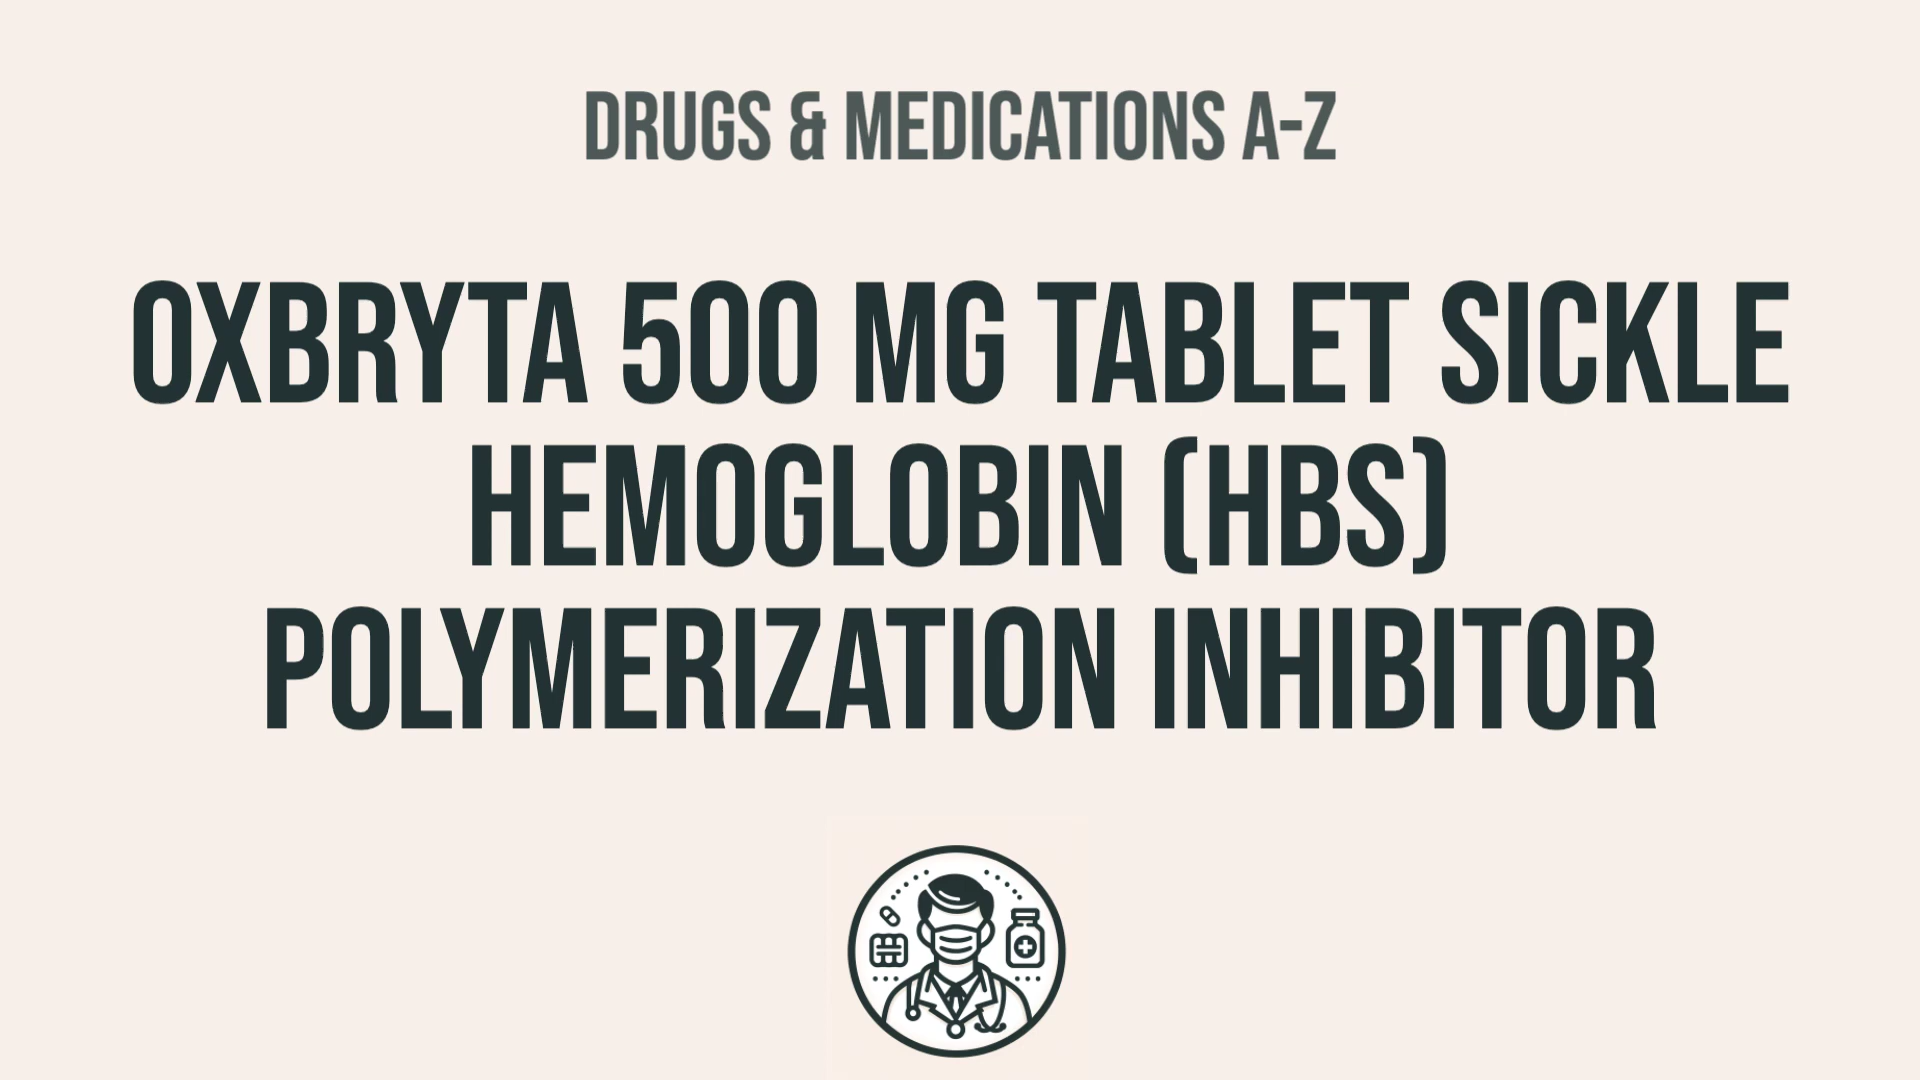 DRUGS & MEDICATIONS A-Z
OXBRYTA 500 MG TABLET SICKLE
HEMOGLOBIN (HBS)
POLYMERIZATION INHIBITOR